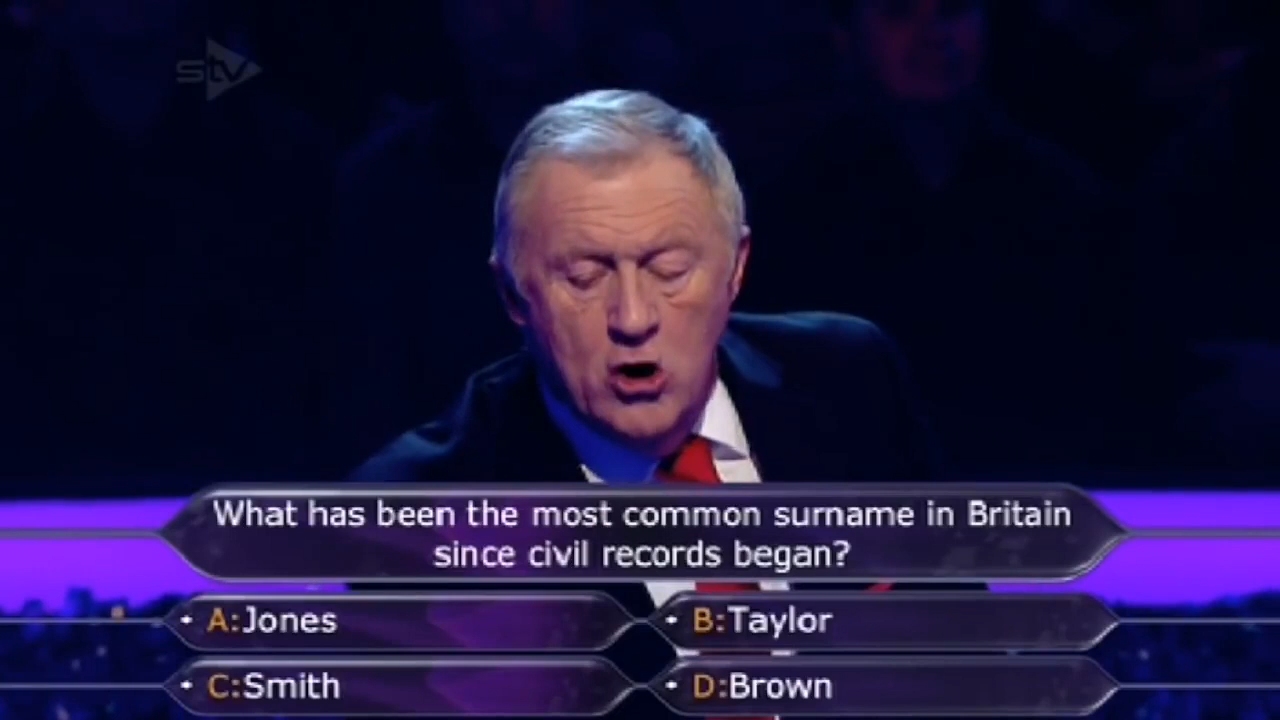 stv
What has been the most common surname in Britain
since civil records began?
A:Jones
B:Taylor
C:Smith
D:Brown